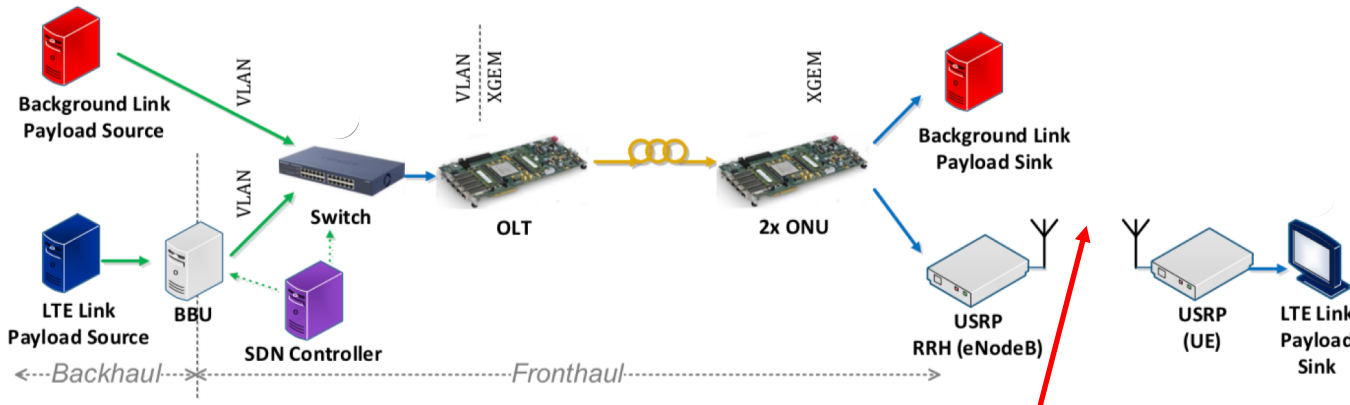 Background Link
Payload Source
VLAN
VLAN
XGEM
XGEM
Background Link
Payload Sink
VLAN
Switch
OLT
2x ONU
LTE Link
Payload Source
BBU
SDN Controller
USRP
RRH (eNodeB)
USRP
(UE)
LTE Link
Payload
Sink
Backhaul
Fronthaul